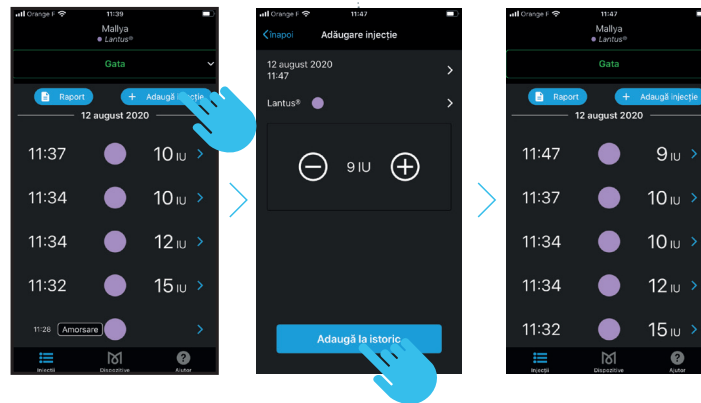 Orange F 11:39
Mallya
Lantus®
Gata
Raport + Adaugă
12 august 2020
11:37 10 IU
11:34 10 IU
11:34 12 IU
11:32 15 IU
11:28 Amorsare
Injecții Dispozitive Ajutor
Orange F 11:47
Înapoi Adăugare injecție
12 august 2020
11:47
Lantus®
9 IU
Adaugă la istoric
Orange F 11:47
Mallya
Lantus®
Gata
Raport + Adaugă injecție
12 august 2020
11:47 9 IU
11:37 10 IU
11:34 10 IU
11:34 12 IU
11:32 15 IU
Injecții Dispozitive Ajutor